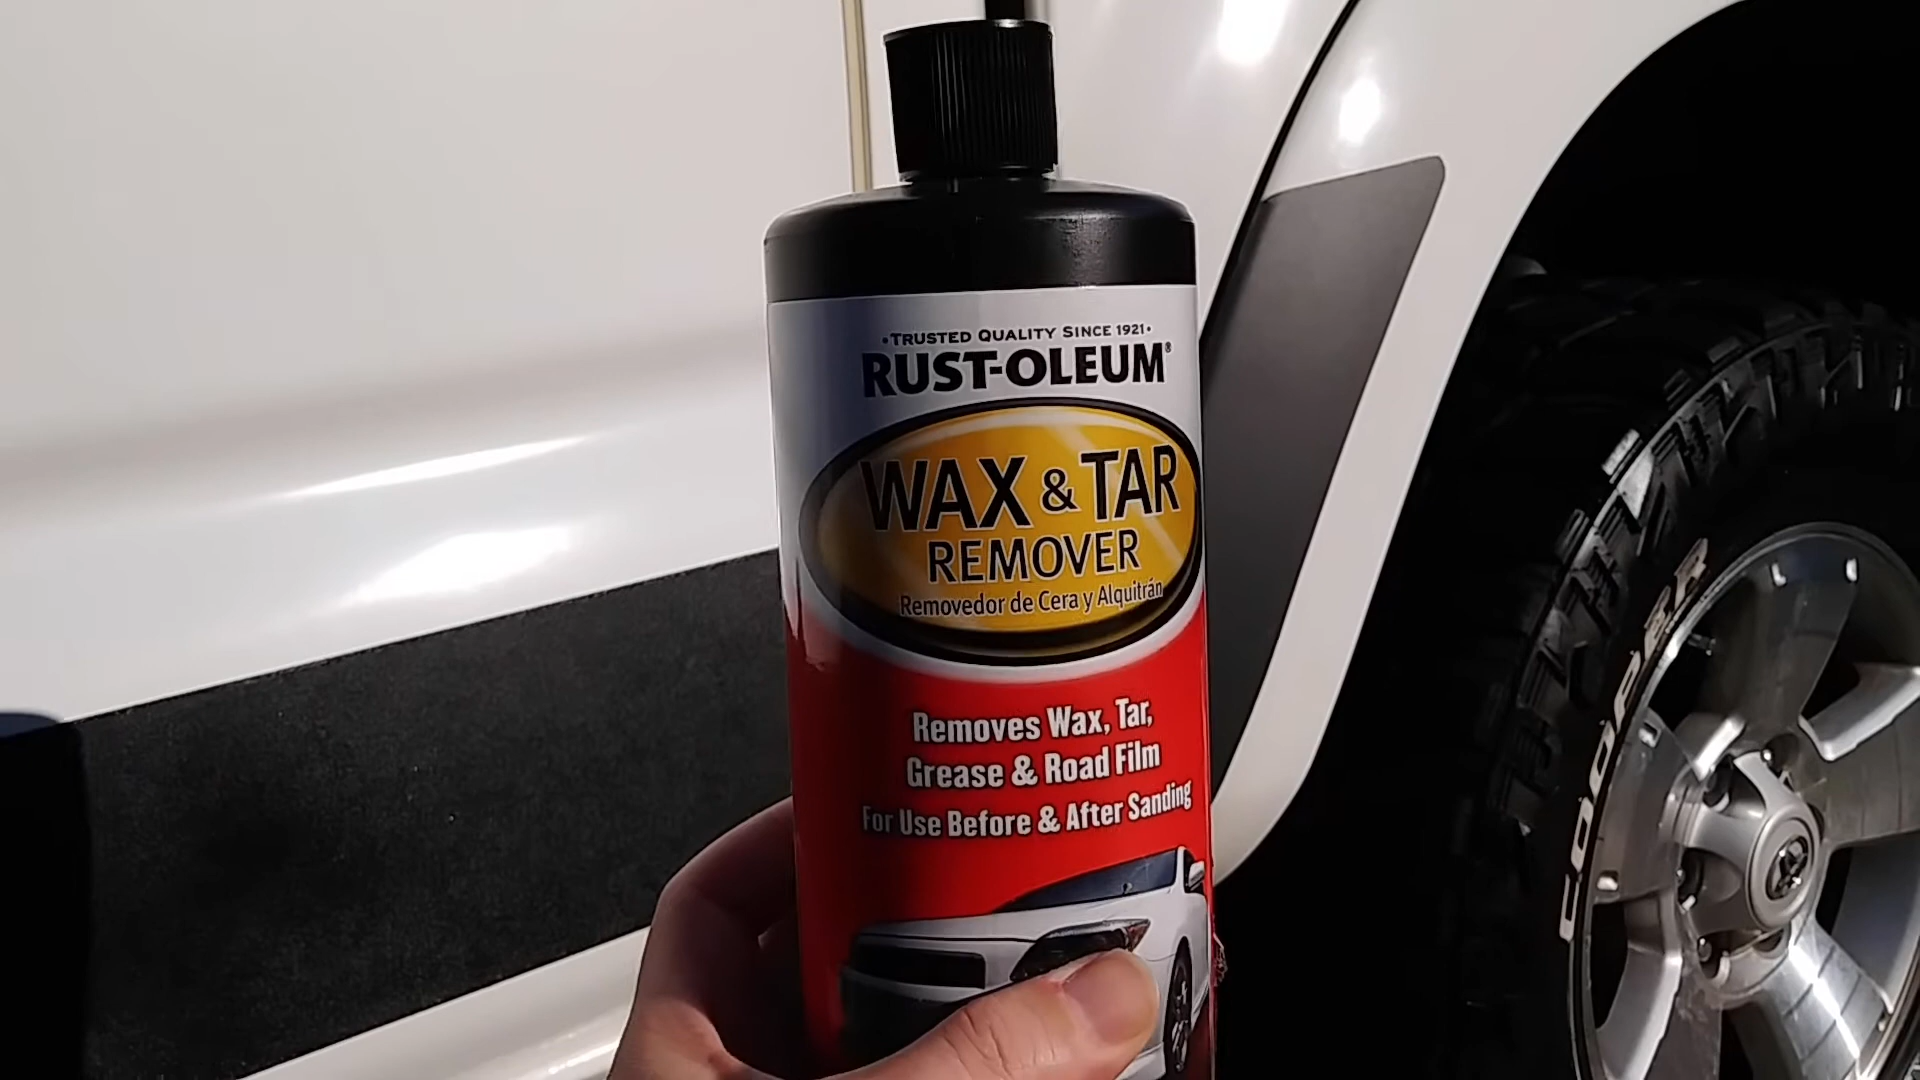 •TRUSTED QUALITY SINCE 1921•
RUST-OLEUM®
WAX & TAR
REMOVER
Removedor de Cera y Alquitrán
Removes Wax, Tar,
Grease & Road Film
For Use Before & After Sanding
COOPER